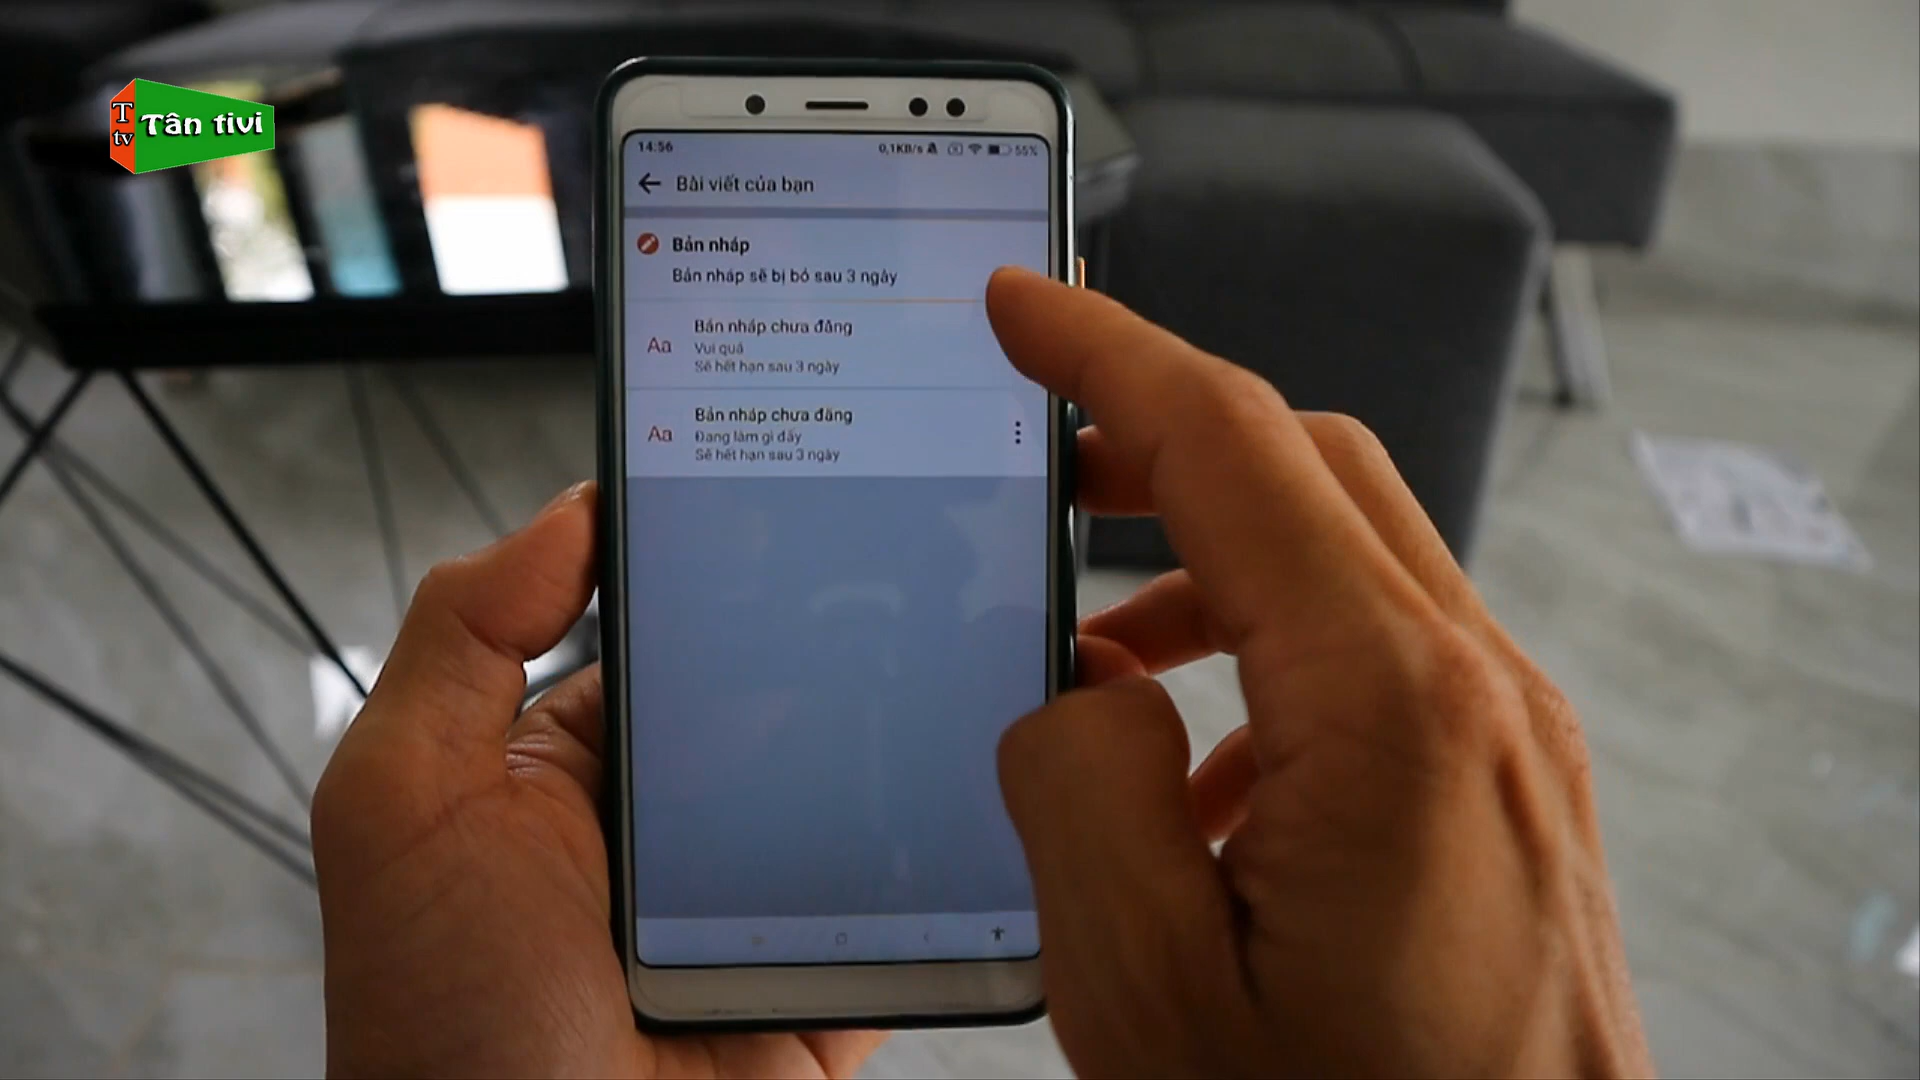 T
tv
Tân tivi
14:56
0,1KB/s
55%
Bài viết của bạn
Bản nháp
Bản nháp sẽ bị bỏ sau 3 ngày
Aa
Bản nháp chưa đăng
Vui quá
Sẽ hết hạn sau 3 ngày
Aa
Bản nháp chưa đăng
Đang làm gì đấy
Sẽ hết hạn sau 3 ngày